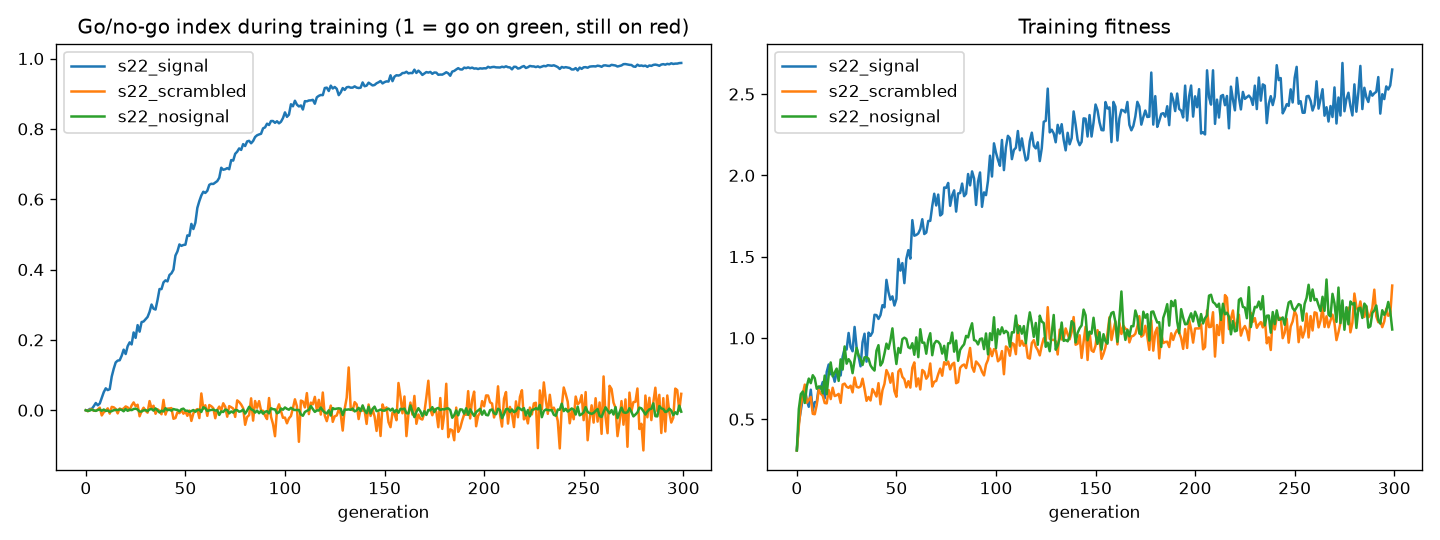 Go/no-go index during training (1 = go on green, still on red)
s22_signal
s22_scrambled
s22_nosignal
1.0
0.8
0.6
0.4
0.2
0.0
0
50
100
150
200
250
300
generation
Training fitness
s22_signal
s22_scrambled
s22_nosignal
2.5
2.0
1.5
1.0
0.5
0
50
100
150
200
250
300
generation